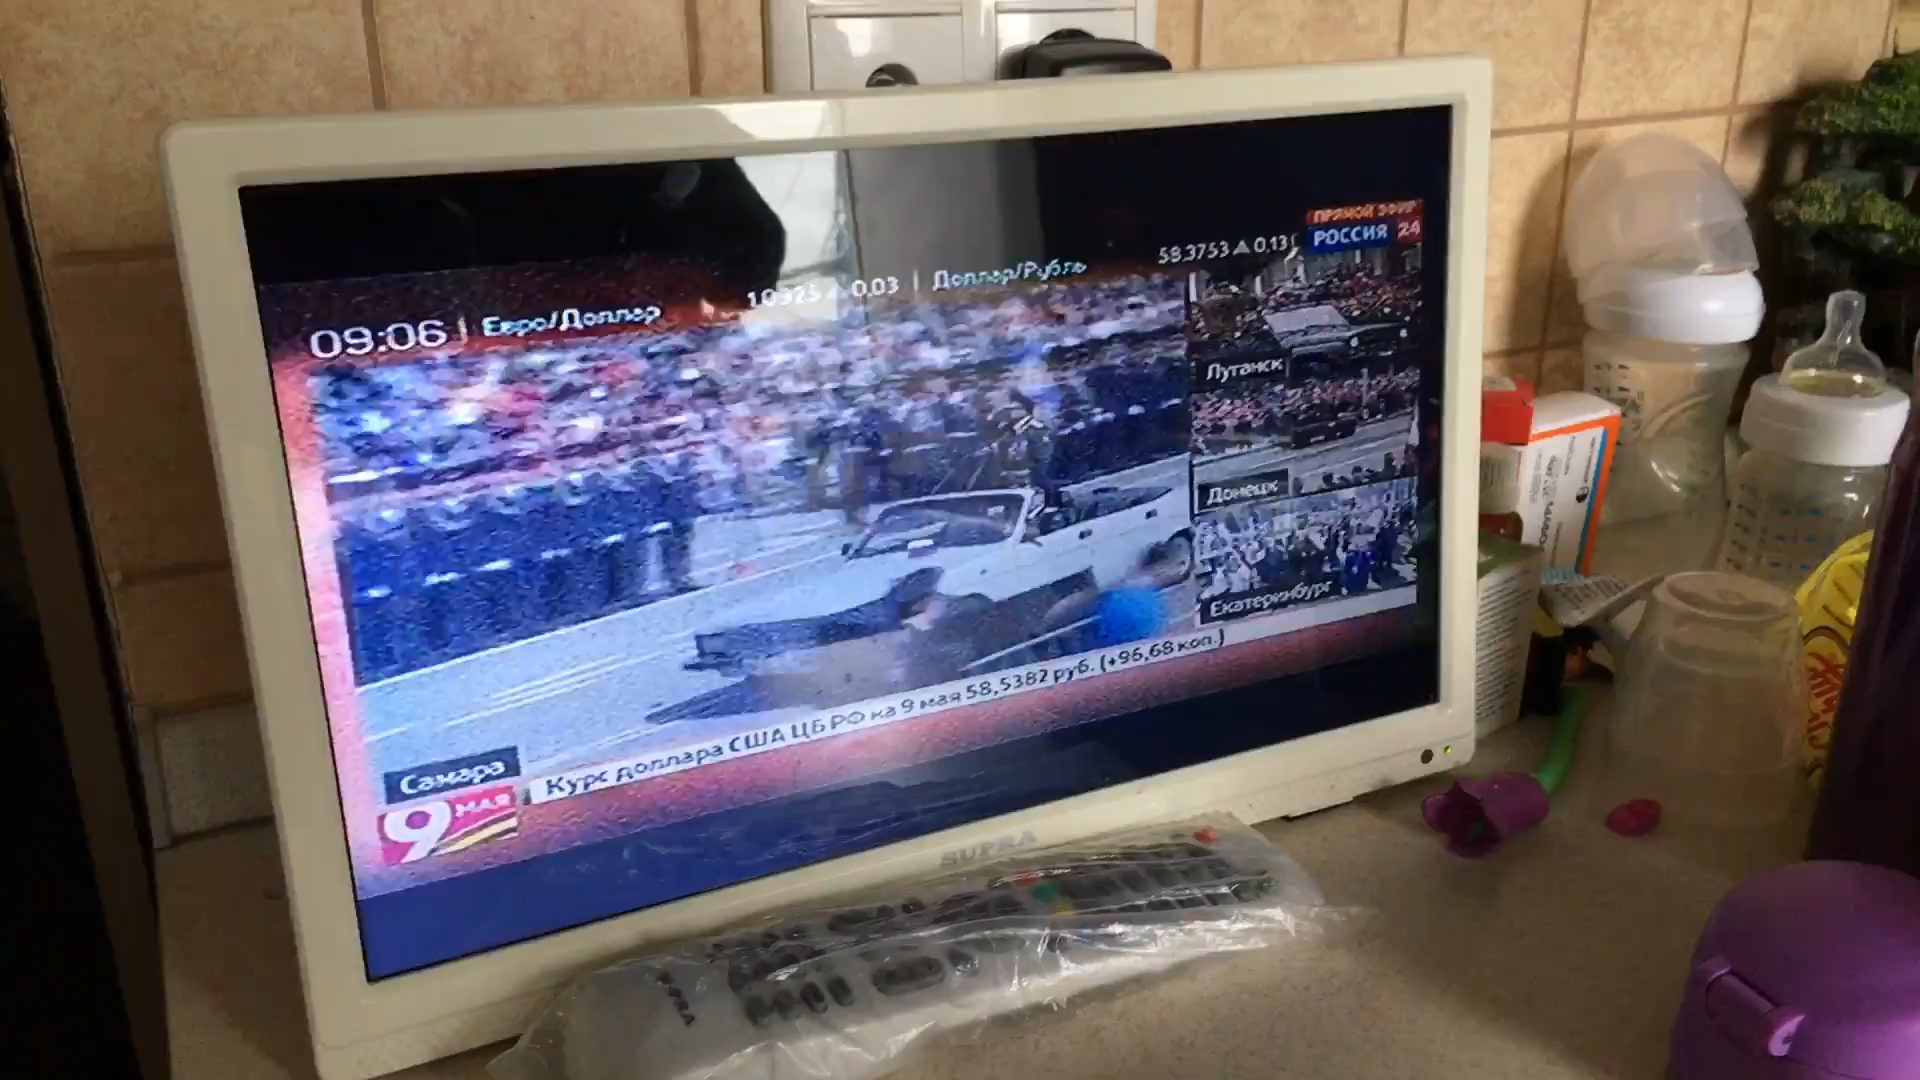 ПРЯМОЙ ЭФИР
РОССИЯ 24
09:06 | Евро/Доллар 1.0925 0.03 | Доллар/Рубль 58.3753 ▲ 0.13
Луганск
Донецк
Екатеринбург
Самара
Курс доллара США ЦБ РФ на 9 мая 58,5382 руб. (+96,68 коп.)
9 МАЯ
SUPRA